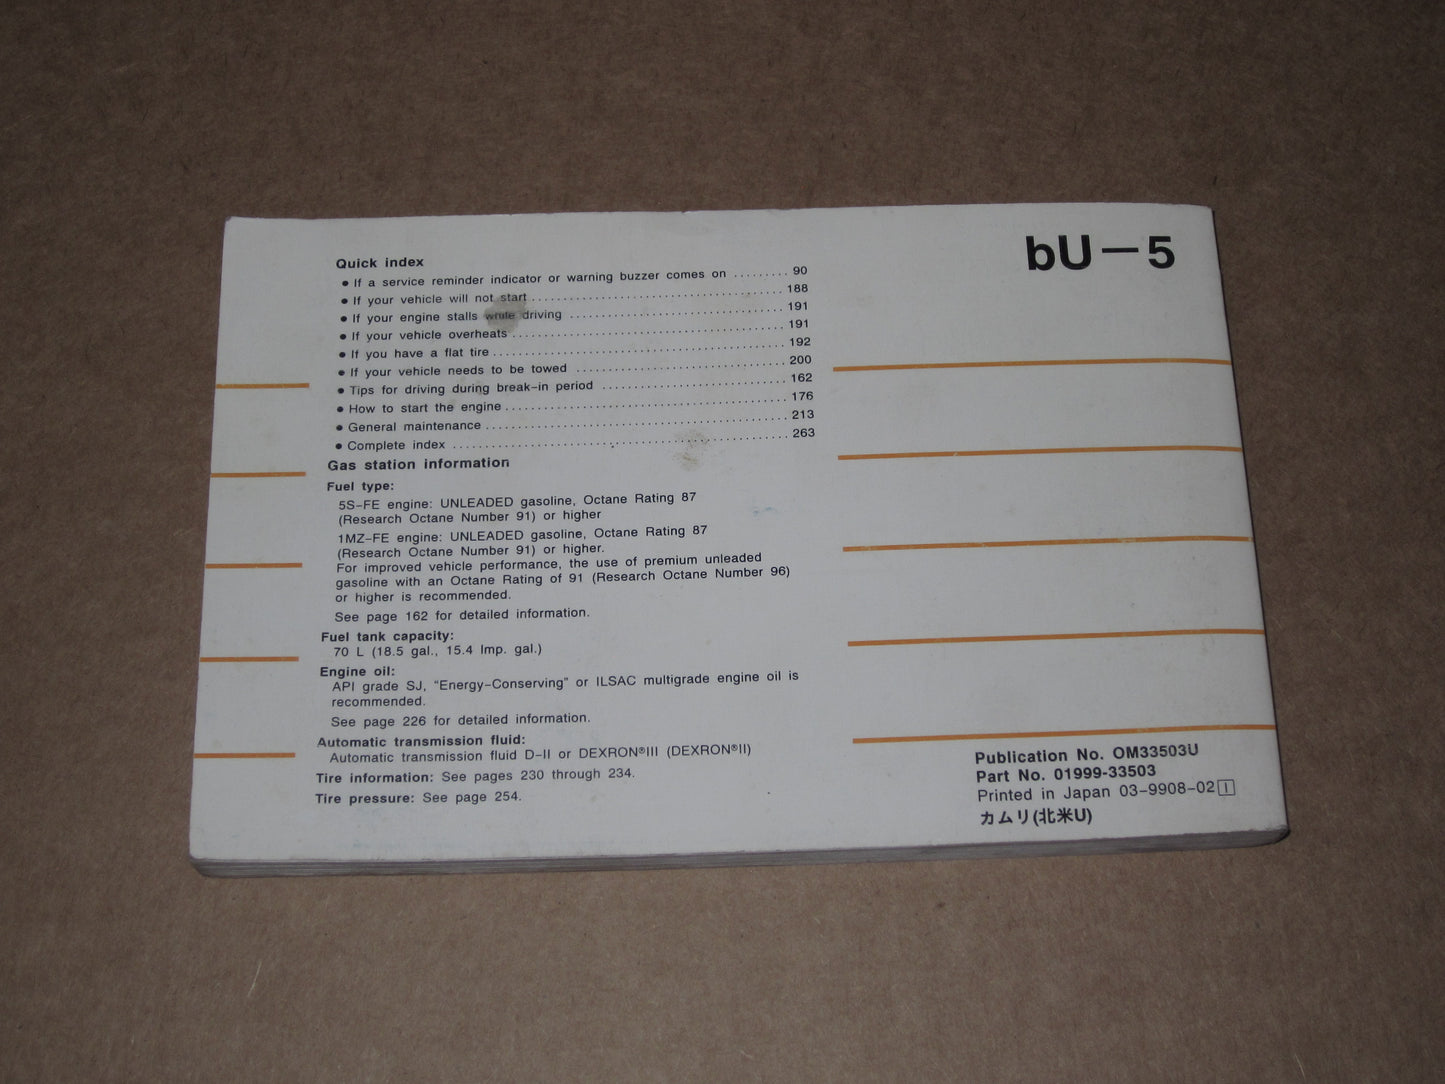 bU－5
Quick index
● If a service reminder indicator or warning buzzer comes on ......... 90
● If your vehicle will not start ........................................ 188
● If your engine stalls while driving .................................. 191
● If your vehicle overheats ........................................... 191
● If you have a flat tire .............................................. 192
● If your vehicle needs to be towed ................................. 200
● Tips for driving during break-in period ............................. 162
● How to start the engine ............................................. 176
● General maintenance ................................................ 213
● Complete index ..................................................... 263
Gas station information
Fuel type:
5S-FE engine: UNLEADED gasoline, Octane Rating 87
(Research Octane Number 91) or higher
1MZ-FE engine: UNLEADED gasoline, Octane Rating 87
(Research Octane Number 91) or higher.
For improved vehicle performance, the use of premium unleaded
gasoline with an Octane Rating of 91 (Research Octane Number 96)
or higher is recommended.
See page 162 for detailed information.
Fuel tank capacity:
70 L (18.5 gal., 15.4 Imp. gal.)
Engine oil:
API grade SJ, "Energy-Conserving" or ILSAC multigrade engine oil is
recommended.
See page 226 for detailed information.
Automatic transmission fluid:
Automatic transmission fluid D-II or DEXRON®III (DEXRON®II)
Tire information: See pages 230 through 234.
Tire pressure: See page 254.
Publication No. OM33503U
Part No. 01999-33503
Printed in Japan 03-9908-02 I
カムリ(北米U)